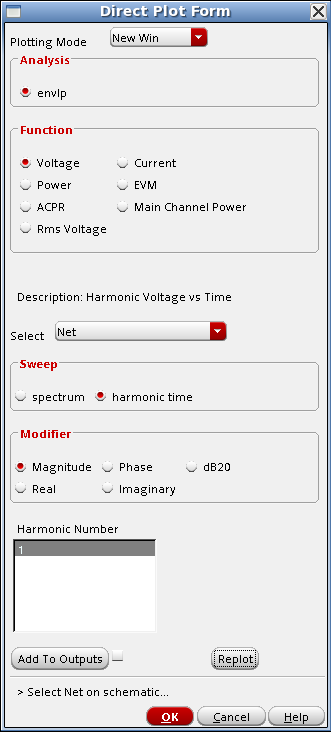 Direct Plot Form
Plotting Mode New Win
Analysis
envlp
Function
Voltage Current
Power EVM
ACPR Main Channel Power
Rms Voltage
Description: Harmonic Voltage vs Time
Select Net
Sweep
spectrum harmonic time
Modifier
Magnitude Phase dB20
Real Imaginary
Harmonic Number
1
Add To Outputs Replot
> Select Net on schematic...
OK Cancel Help